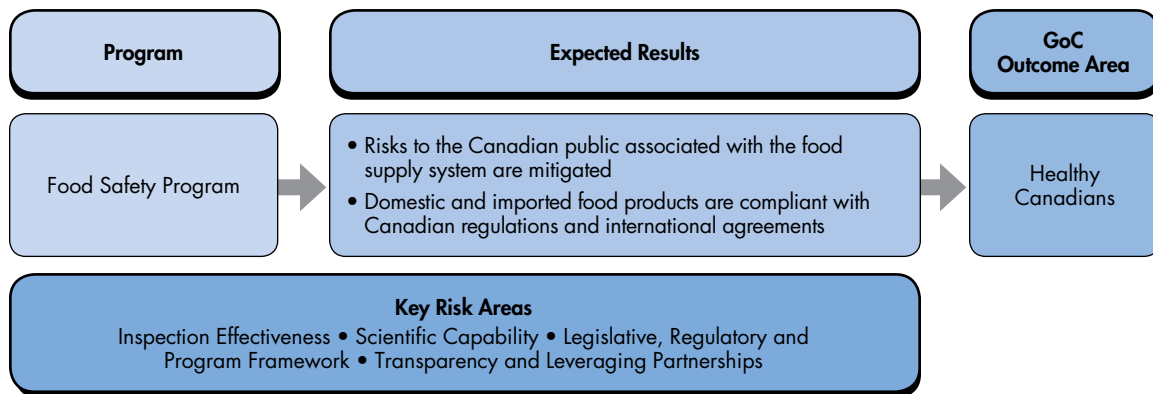 Program
Expected Results
GoC
Outcome Area
Food Safety Program
• Risks to the Canadian public associated with the food
supply system are mitigated
• Domestic and imported food products are compliant with
Canadian regulations and international agreements
Healthy
Canadians
Key Risk Areas
Inspection Effectiveness • Scientific Capability • Legislative, Regulatory and
Program Framework • Transparency and Leveraging Partnerships